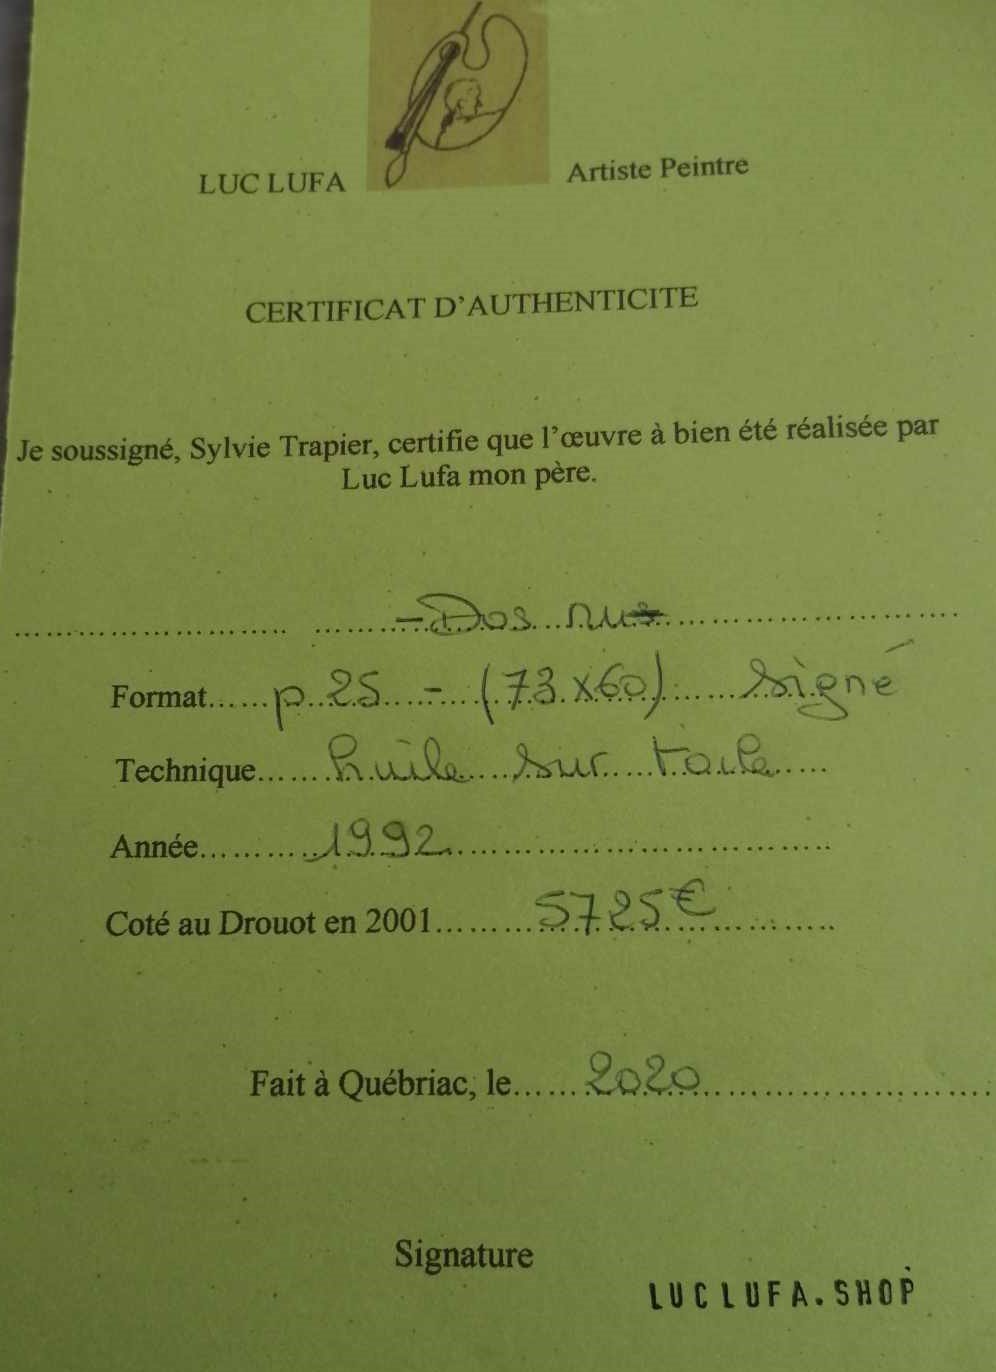 LUC LUFA Artiste Peintre
CERTIFICAT D'AUTHENTICITE
Je soussigné, Sylvie Trapier, certifie que l'œuvre à bien été réalisée par
Luc Lufa mon père.
- Dos nu
Format......p.25 - (73 x 60) signé
Technique.......huile sur toile
Année..........1992
Coté au Drouot en 2001.........5725€
Fait à Québriac, le......2020
Signature
LUCLUFA.SHOP